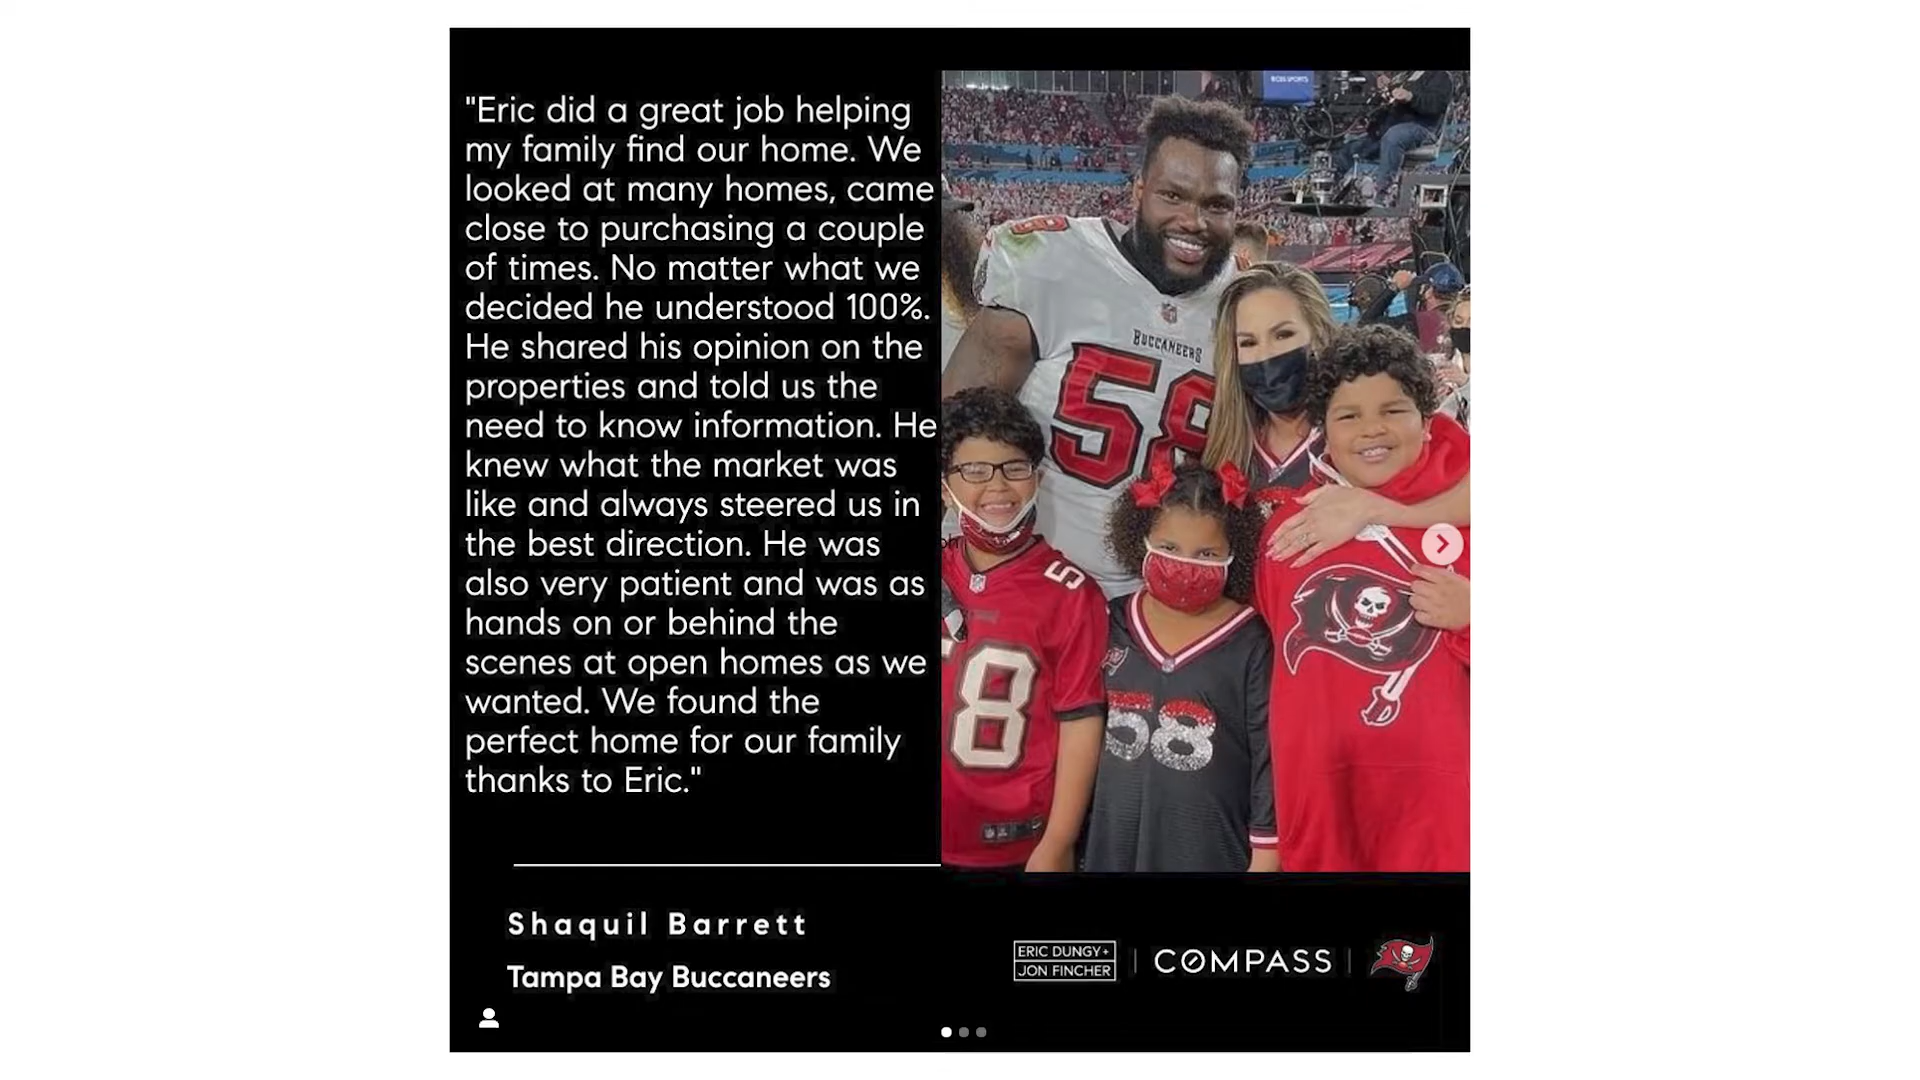 "Eric did a great job helping
my family find our home. We
looked at many homes, came
close to purchasing a couple
of times. No matter what we
decided he understood 100%.
He shared his opinion on the
properties and told us the
need to know information. He
knew what the market was
like and always steered us in
the best direction. He was
also very patient and was as
hands on or behind the
scenes at open homes as we
wanted. We found the
perfect home for our family
thanks to Eric."
Shaquil Barrett
Tampa Bay Buccaneers
CBS SPORTS
BUCCANEERS
58
58
5
8
58
ERIC DUNGY+
JON FINCHER
COMPASS